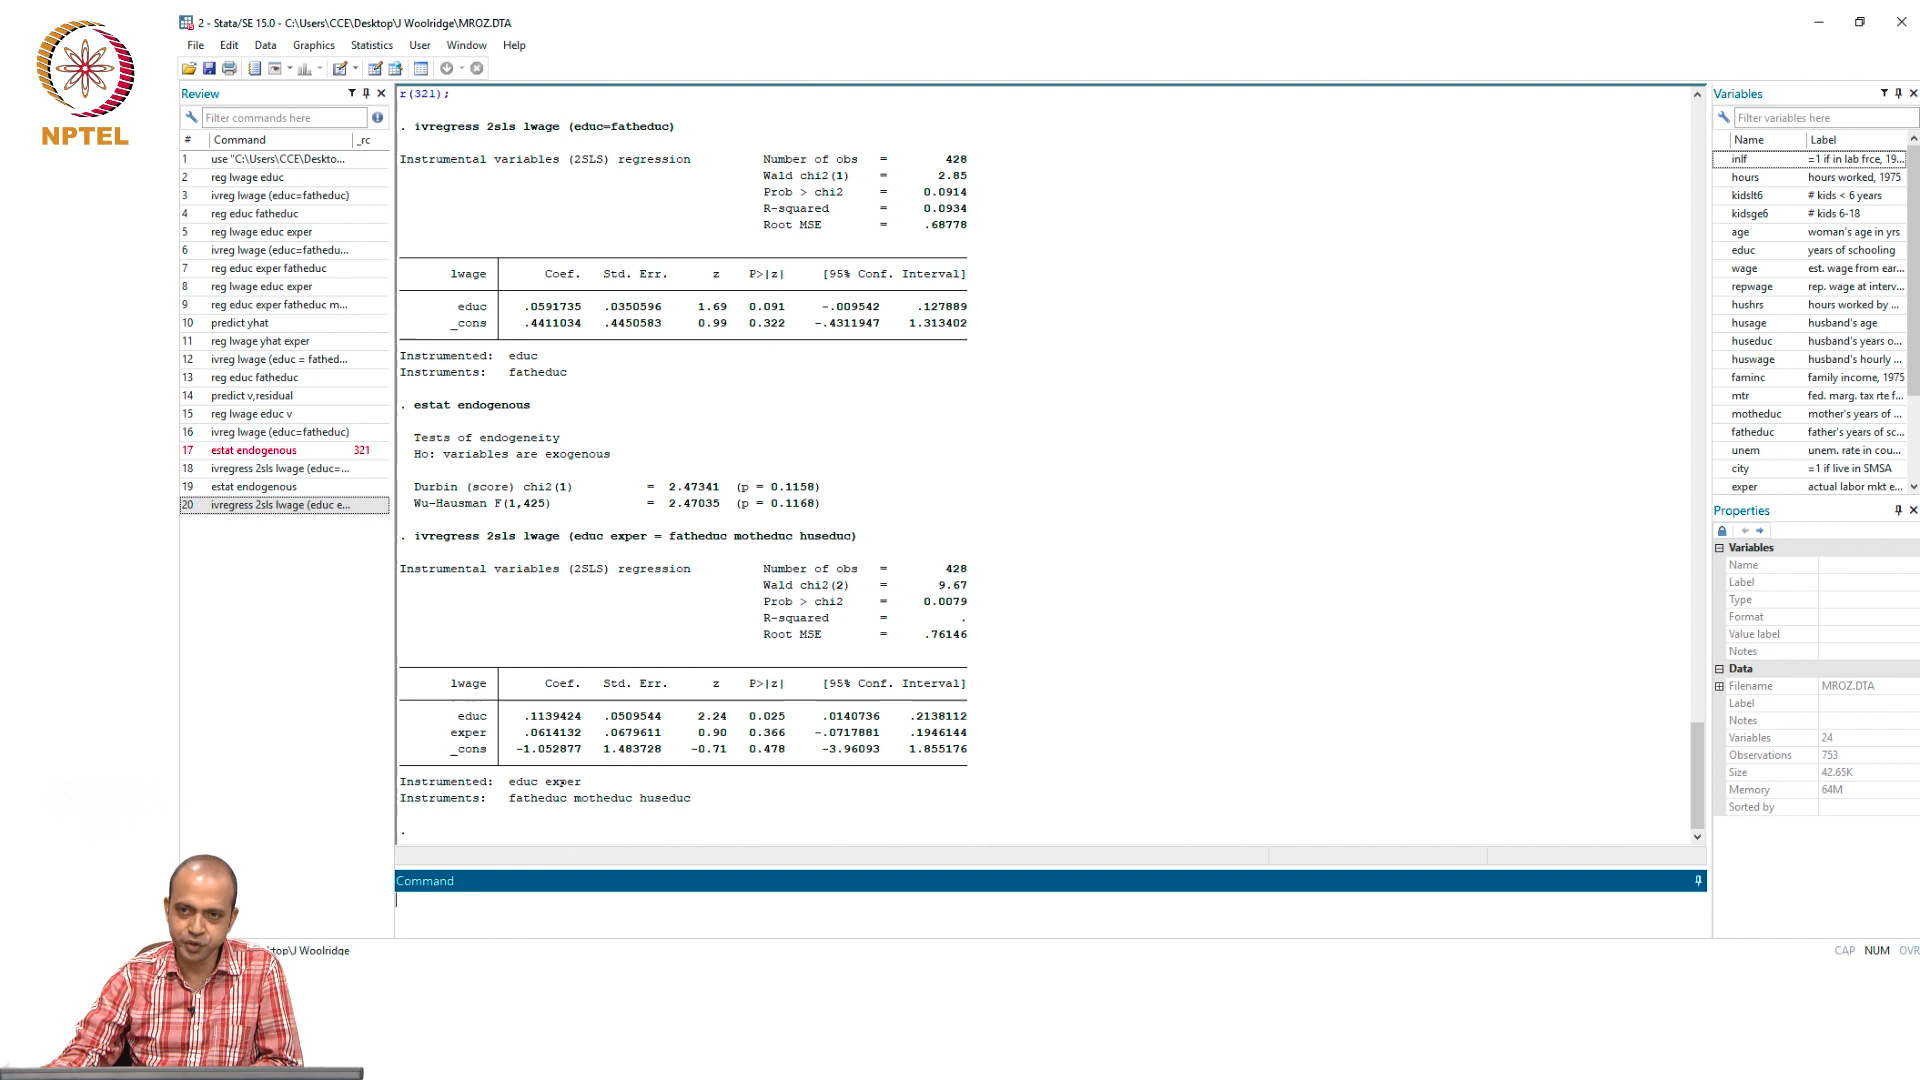 NPTEL
2 - Stata/SE 15.0 - C:\Users\CCE\Desktop\J Woolridge\MROZ.DTA
File Edit Data Graphics Statistics User Window Help
Review
Filter commands here
# Command _rc
1 use "C:\Users\CCE\Deskto...
2 reg lwage educ
3 ivreg lwage (educ=fatheduc)
4 reg educ fatheduc
5 reg lwage educ exper
6 ivreg lwage (educ=fathedu...
7 reg educ exper fatheduc
8 reg lwage educ exper
9 reg educ exper fatheduc m...
10 predict yhat
11 reg lwage yhat exper
12 ivreg lwage (educ = fathed...
13 reg educ fatheduc
14 predict v,residual
15 reg lwage educ v
16 ivreg lwage (educ=fatheduc)
17 estat endogenous 321
18 ivregress 2sls lwage (educ=...
19 estat endogenous
20 ivregress 2sls lwage (educ e...
r(321);
. ivregress 2sls lwage (educ=fatheduc)
Instrumental variables (2SLS) regression Number of obs = 428
Wald chi2(1) = 2.85
Prob > chi2 = 0.0914
R-squared = 0.0934
Root MSE = .68778
lwage Coef. Std. Err. z P>|z| [95% Conf. Interval]
educ .0591735 .0350596 1.69 0.091 -.009542 .127889
_cons .4411034 .4450583 0.99 0.322 -.4311947 1.313402
Instrumented: educ
Instruments: fatheduc
. estat endogenous
Tests of endogeneity
Ho: variables are exogenous
Durbin (score) chi2(1) = 2.47341 (p = 0.1158)
Wu-Hausman F(1,425) = 2.47035 (p = 0.1168)
. ivregress 2sls lwage (educ exper = fatheduc motheduc huseduc)
Instrumental variables (2SLS) regression Number of obs = 428
Wald chi2(2) = 9.67
Prob > chi2 = 0.0079
R-squared = .
Root MSE = .76146
lwage Coef. Std. Err. z P>|z| [95% Conf. Interval]
educ .1139424 .0509544 2.24 0.025 .0140736 .2138112
exper .0614132 .0679611 0.90 0.366 -.0717881 .1946144
_cons -1.052877 1.483728 -0.71 0.478 -3.96093 1.855176
Instrumented: educ exper
Instruments: fatheduc motheduc huseduc
.
Command
Variables
Filter variables here
Name Label
inlf =1 if in lab frce, 19...
hours hours worked, 1975
kidslt6 # kids < 6 years
kidsge6 # kids 6-18
age woman's age in yrs
educ years of schooling
wage est. wage from ear...
repwage rep. wage at interv...
hushrs hours worked by ...
husage husband's age
huseduc husband's years o...
huswage husband's hourly ...
faminc family income, 1975
mtr fed. marg. tax rte f...
motheduc mother's years of ...
fatheduc father's years of sc...
unem unem. rate in cou...
city =1 if live in SMSA
exper actual labor mkt e...
Properties
Variables
Name
Label
Type
Format
Value label
Notes
Data
Filename MROZ.DTA
Label
Notes
Variables 24
Observations 753
Size 42.65K
Memory 64M
Sorted by
ktop\J Woolridge
CAP NUM OVR